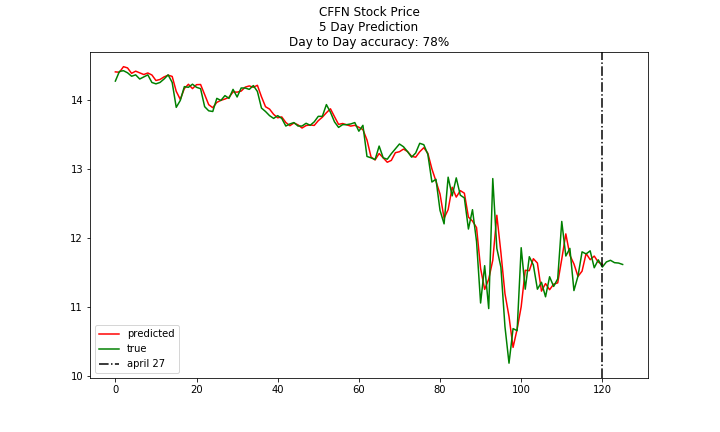 CFFN Stock Price
5 Day Prediction
Day to Day accuracy: 78%
14
13
12
11
10
predicted
true
april 27
0
20
40
60
80
100
120